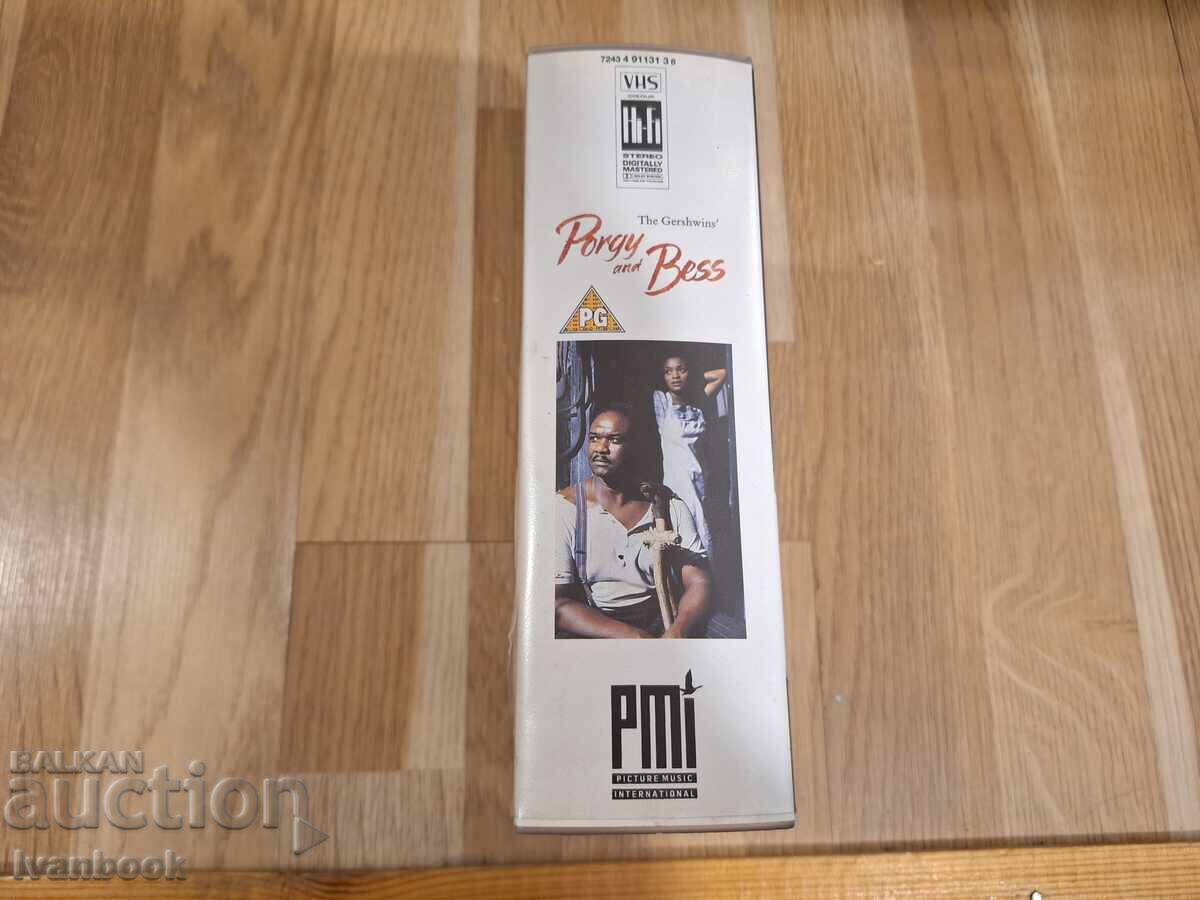 7243 4 91131 3 6
VHS
Hi-Fi
STEREO
DIGITALLY
MASTERED
The Gershwins'
Porgy
and Bess
PG
PMI
PICTURE MUSIC
INTERNATIONAL
BALKAN
auction
Ivanbook